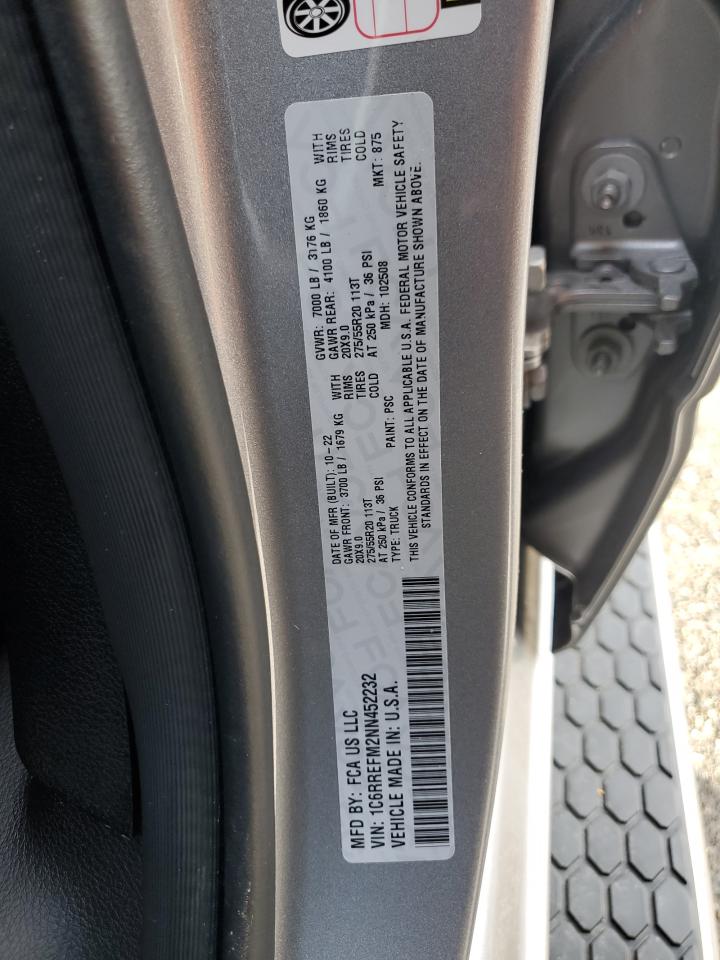 MFD BY: FCA US LLC
DATE OF MFR (BUILT): 10-22
GVWR: 7000 LB / 3176 KG
VIN: 1C6RREFM2NN452232
GAWR FRONT: 3700 LB / 1679 KG WITH
20X9.0 RIMS
275/55R20 113T TIRES
AT 250 kPa / 36 PSI COLD
GAWR REAR: 4100 LB / 1860 KG WITH
20X9.0 RIMS
275/55R20 113T TIRES
AT 250 kPa / 36 PSI COLD
VEHICLE MADE IN: U.S.A.
TYPE: TRUCK PAINT: PSC MDH: 102508 MKT: 875
THIS VEHICLE CONFORMS TO ALL APPLICABLE U.S.A. FEDERAL MOTOR VEHICLE SAFETY
STANDARDS IN EFFECT ON THE DATE OF MANUFACTURE SHOWN ABOVE.